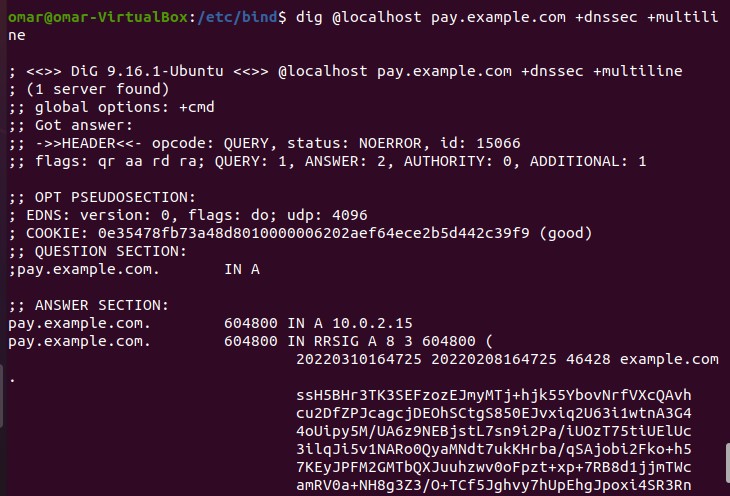 omar@omar-VirtualBox:/etc/bind$ dig @localhost pay.example.com +dnssec +multili
ne
; <<>> DiG 9.16.1-Ubuntu <<>> @localhost pay.example.com +dnssec +multiline
; (1 server found)
;; global options: +cmd
;; Got answer:
;; ->>HEADER<<- opcode: QUERY, status: NOERROR, id: 15066
;; flags: qr aa rd ra; QUERY: 1, ANSWER: 2, AUTHORITY: 0, ADDITIONAL: 1
;; OPT PSEUDOSECTION:
; EDNS: version: 0, flags: do; udp: 4096
; COOKIE: 0e35478fb73a48d8010000006202aef64ece2b5d442c39f9 (good)
;; QUESTION SECTION:
;pay.example.com. IN A
;; ANSWER SECTION:
pay.example.com. 604800 IN A 10.0.2.15
pay.example.com. 604800 IN RRSIG A 8 3 604800 (
20220310164725 20220208164725 46428 example.com
.
ssH5BHr3TK3SEFzozEJmyMTj+hjk55YbovNrfVXcQAvh
cu2DfZPJcagcjDEOhSCtgS850EJvxiq2U63i1wtnA3G4
4oUipy5M/UA6z9NEBjstL7sn9i2Pa/iUOzT75tiUElUc
3ilqJi5v1NARo0QyaMNdt7ukKHrba/qSAjobi2Fko+h5
7KEyJPFM2GMTbQXJuuhzwv0oFpzt+xp+7RB8d1jjmTWc
amRV0a+NH8g3Z3/O+TCf5Jghvy7hUpEhgJpoxi4SR3Rn